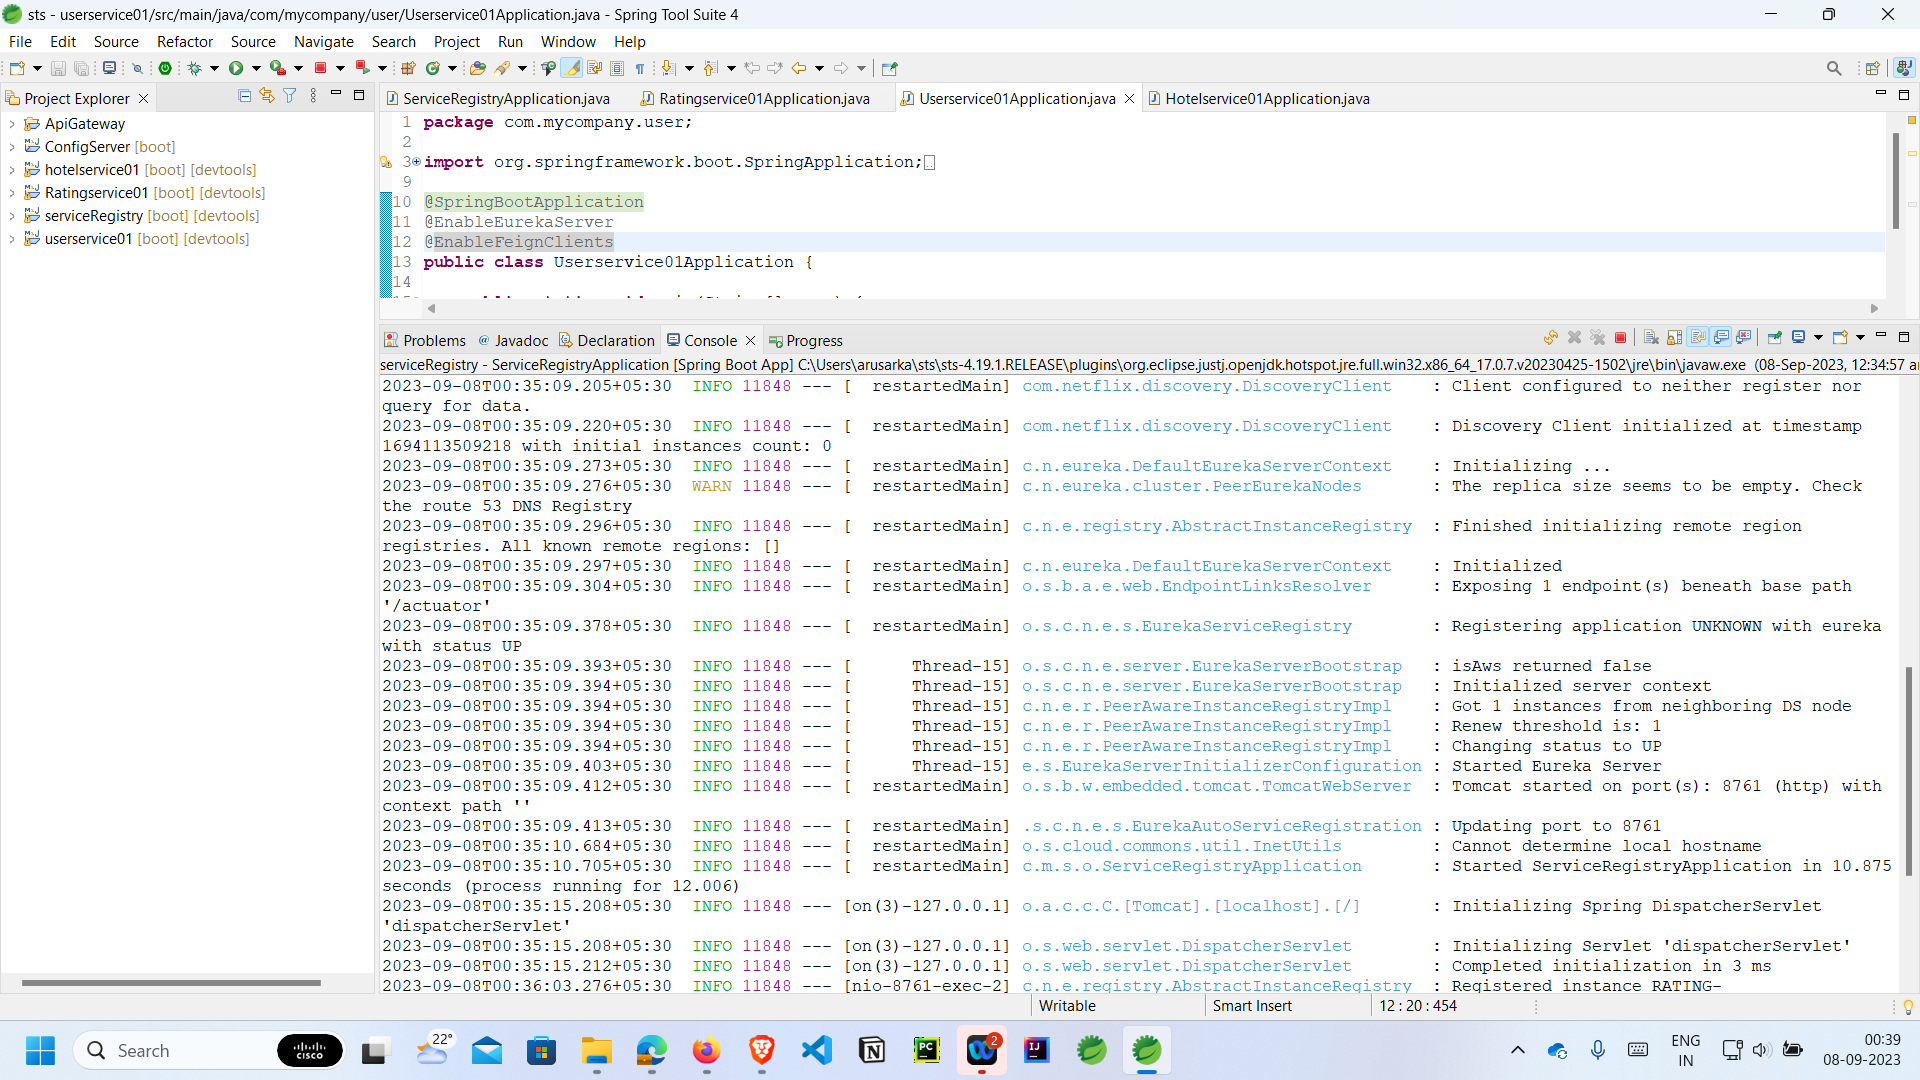 sts - userservice01/src/main/java/com/mycompany/user/Userservice01Application.java - Spring Tool Suite 4
File Edit Source Refactor Source Navigate Search Project Run Window Help
Project Explorer
ApiGateway
ConfigServer [boot]
hotelservice01 [boot] [devtools]
Ratingservice01 [boot] [devtools]
serviceRegistry [boot] [devtools]
userservice01 [boot] [devtools]
ServiceRegistryApplication.java Ratingservice01Application.java Userservice01Application.java Hotelservice01Application.java
1 package com.mycompany.user;
2
3 import org.springframework.boot.SpringApplication;
9
10 @SpringBootApplication
11 @EnableEurekaServer
12 @EnableFeignClients
13 public class Userservice01Application {
14
Problems @ Javadoc Declaration Console Progress
serviceRegistry - ServiceRegistryApplication [Spring Boot App] C:\Users\arusarka\sts\sts-4.19.1.RELEASE\plugins\org.eclipse.justj.openjdk.hotspot.jre.full.win32.x86_64_17.0.7.v20230425-1502\jre\bin\javaw.exe (08-Sep-2023, 12:34:57 a
2023-09-08T00:35:09.205+05:30 INFO 11848 --- [ restartedMain] com.netflix.discovery.DiscoveryClient : Client configured to neither register nor
query for data.
2023-09-08T00:35:09.220+05:30 INFO 11848 --- [ restartedMain] com.netflix.discovery.DiscoveryClient : Discovery Client initialized at timestamp
1694113509218 with initial instances count: 0
2023-09-08T00:35:09.273+05:30 INFO 11848 --- [ restartedMain] c.n.eureka.DefaultEurekaServerContext : Initializing ...
2023-09-08T00:35:09.276+05:30 WARN 11848 --- [ restartedMain] c.n.eureka.cluster.PeerEurekaNodes : The replica size seems to be empty. Check
the route 53 DNS Registry
2023-09-08T00:35:09.296+05:30 INFO 11848 --- [ restartedMain] c.n.e.registry.AbstractInstanceRegistry : Finished initializing remote region
registries. All known remote regions: []
2023-09-08T00:35:09.297+05:30 INFO 11848 --- [ restartedMain] c.n.eureka.DefaultEurekaServerContext : Initialized
2023-09-08T00:35:09.304+05:30 INFO 11848 --- [ restartedMain] o.s.b.a.e.web.EndpointLinksResolver : Exposing 1 endpoint(s) beneath base path
'/actuator'
2023-09-08T00:35:09.378+05:30 INFO 11848 --- [ restartedMain] o.s.c.n.e.s.EurekaServiceRegistry : Registering application UNKNOWN with eureka
with status UP
2023-09-08T00:35:09.393+05:30 INFO 11848 --- [ Thread-15] o.s.c.n.e.server.EurekaServerBootstrap : isAws returned false
2023-09-08T00:35:09.394+05:30 INFO 11848 --- [ Thread-15] o.s.c.n.e.server.EurekaServerBootstrap : Initialized server context
2023-09-08T00:35:09.394+05:30 INFO 11848 --- [ Thread-15] c.n.e.r.PeerAwareInstanceRegistryImpl : Got 1 instances from neighboring DS node
2023-09-08T00:35:09.394+05:30 INFO 11848 --- [ Thread-15] c.n.e.r.PeerAwareInstanceRegistryImpl : Renew threshold is: 1
2023-09-08T00:35:09.394+05:30 INFO 11848 --- [ Thread-15] c.n.e.r.PeerAwareInstanceRegistryImpl : Changing status to UP
2023-09-08T00:35:09.403+05:30 INFO 11848 --- [ Thread-15] e.s.EurekaServerInitializerConfiguration : Started Eureka Server
2023-09-08T00:35:09.412+05:30 INFO 11848 --- [ restartedMain] o.s.b.w.embedded.tomcat.TomcatWebServer : Tomcat started on port(s): 8761 (http) with
context path ''
2023-09-08T00:35:09.413+05:30 INFO 11848 --- [ restartedMain] .s.c.n.e.s.EurekaAutoServiceRegistration : Updating port to 8761
2023-09-08T00:35:10.684+05:30 INFO 11848 --- [ restartedMain] o.s.cloud.commons.util.InetUtils : Cannot determine local hostname
2023-09-08T00:35:10.705+05:30 INFO 11848 --- [ restartedMain] c.m.s.o.ServiceRegistryApplication : Started ServiceRegistryApplication in 10.875
seconds (process running for 12.006)
2023-09-08T00:35:15.208+05:30 INFO 11848 --- [on(3)-127.0.0.1] o.a.c.c.C.[Tomcat].[localhost].[/] : Initializing Spring DispatcherServlet
'dispatcherServlet'
2023-09-08T00:35:15.208+05:30 INFO 11848 --- [on(3)-127.0.0.1] o.s.web.servlet.DispatcherServlet : Initializing Servlet 'dispatcherServlet'
2023-09-08T00:35:15.212+05:30 INFO 11848 --- [on(3)-127.0.0.1] o.s.web.servlet.DispatcherServlet : Completed initialization in 3 ms
2023-09-08T00:36:03.276+05:30 INFO 11848 --- [nio-8761-exec-2] c.n.e.registry.AbstractInstanceRegistry : Registered instance RATING-
Writable Smart Insert 12 : 20 : 454
Search
cisco
22°
PC
2
IJ
ENG
IN
00:39
08-09-2023